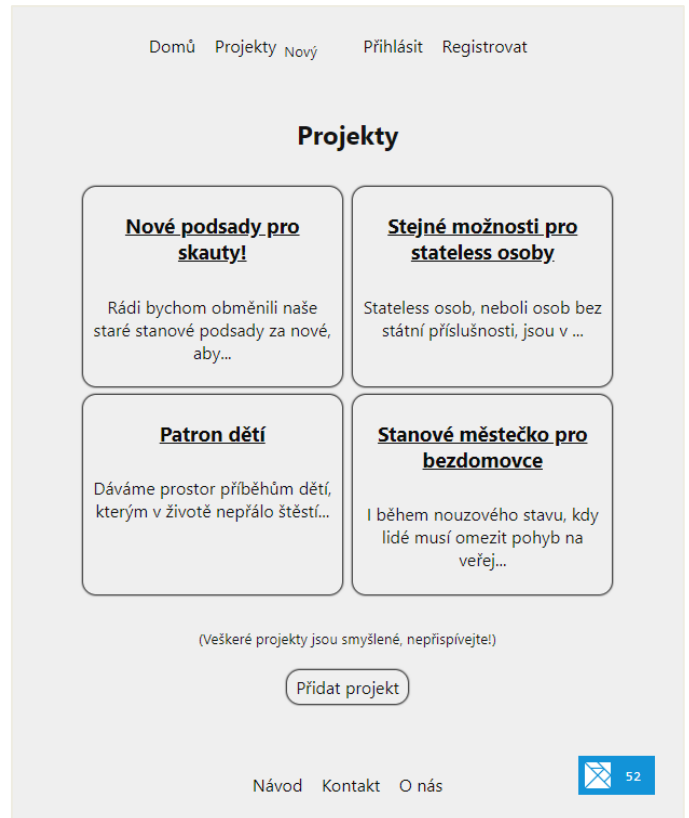 Domů Projekty Nový Přihlásit Registrovat
Projekty
Nové podsady pro
skauty!
Rádi bychom obměnili naše
staré stanové podsady za nové,
aby...
Stejné možnosti pro
stateless osoby
Stateless osob, neboli osob bez
státní příslušnosti, jsou v ...
Patron dětí
Dáváme prostor příběhům dětí,
kterým v životě nepřálo štěstí...
Stanové městečko pro
bezdomovce
I během nouzového stavu, kdy
lidé musí omezit pohyb na
veřej...
(Veškeré projekty jsou smyšlené, nepřispívejte!)
Přidat projekt
Návod Kontakt O nás
52